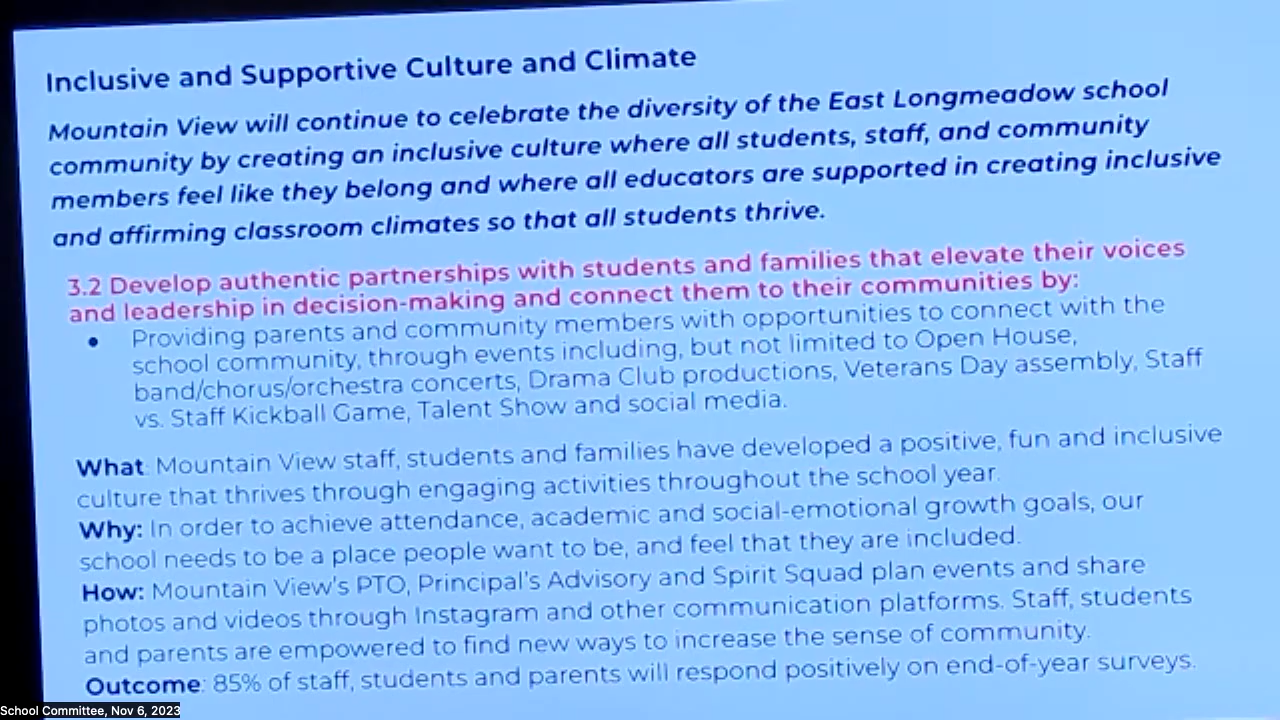 Inclusive and Supportive Culture and Climate
Mountain View will continue to celebrate the diversity of the East Longmeadow school
community by creating an inclusive culture where all students, staff, and community
members feel like they belong and where all educators are supported in creating inclusive
and affirming classroom climates so that all students thrive.
3.2 Develop authentic partnerships with students and families that elevate their voices
and leadership in decision-making and connect them to their communities by:
• Providing parents and community members with opportunities to connect with the
school community, through events including, but not limited to Open House,
band/chorus/orchestra concerts, Drama Club productions, Veterans Day assembly, Staff
vs. Staff Kickball Game, Talent Show and social media.
What: Mountain View staff, students and families have developed a positive, fun and inclusive
culture that thrives through engaging activities throughout the school year.
Why: In order to achieve attendance, academic and social-emotional growth goals, our
school needs to be a place people want to be, and feel that they are included.
How: Mountain View's PTO, Principal's Advisory and Spirit Squad plan events and share
photos and videos through Instagram and other communication platforms. Staff, students
and parents are empowered to find new ways to increase the sense of community.
Outcome: 85% of staff, students and parents will respond positively on end-of-year surveys.
School Committee, Nov 6, 2023